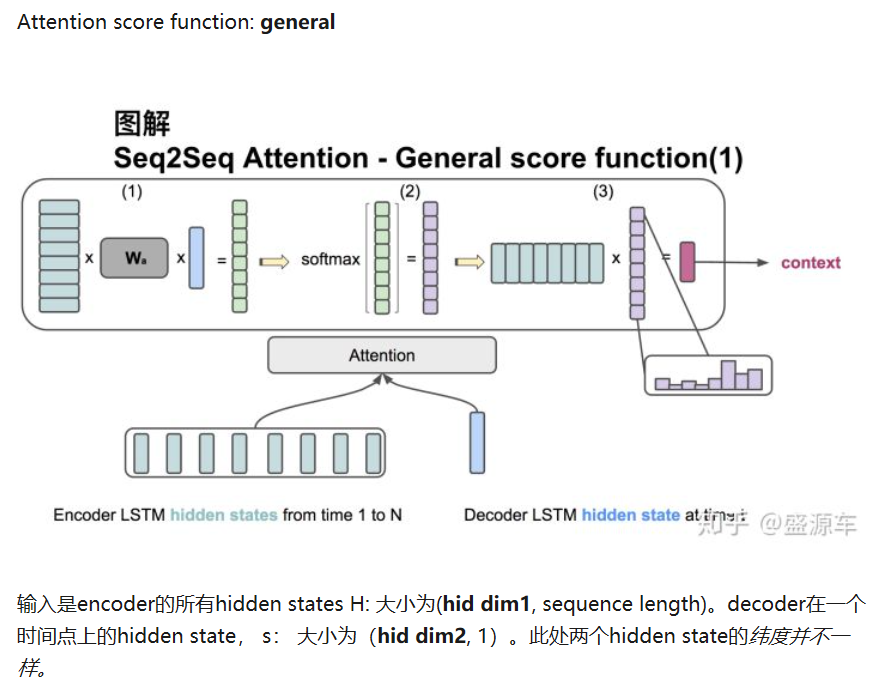 Attention score function: general
图解
Seq2Seq Attention - General score function(1)
(1)
(2)
(3)
x
Wₐ
x
=
softmax
=
x
=
context
Attention
Encoder LSTM hidden states from time 1 to N
Decoder LSTM hidden state at time
知乎 @盛源车
输入是encoder的所有hidden states H: 大小为(hid dim1, sequence length)。decoder在一个
时间点上的hidden state， s： 大小为（hid dim2, 1）。此处两个hidden state的纬度并不一
样。